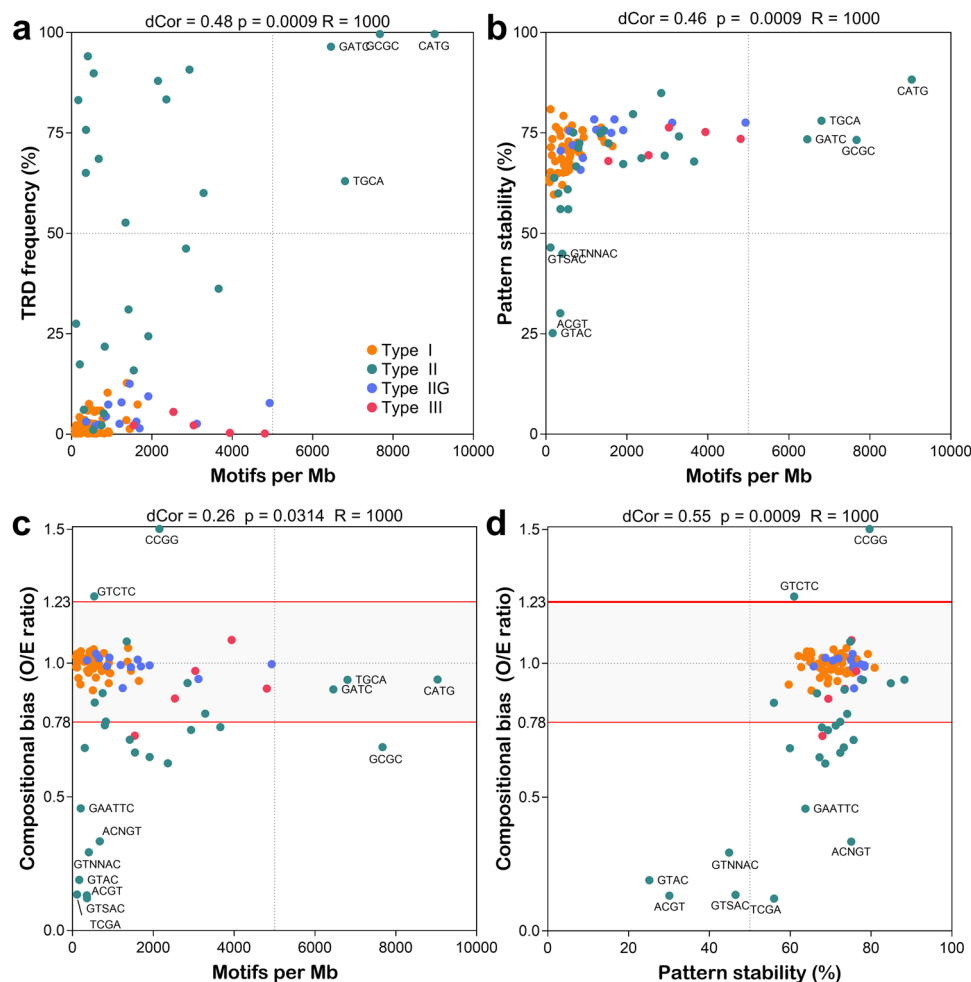 a
dCor = 0.48 p = 0.0009 R = 1000
TRD frequency (%)
100
75
50
25
0
GATC
GCGC
CATG
TGCA
Type I
Type II
Type IIG
Type III
0
2000
4000
6000
8000
10000
Motifs per Mb
b
dCor = 0.46 p = 0.0009 R = 1000
Pattern stability (%)
100
75
50
25
0
CATG
TGCA
GATC
GCGC
GTNNAC
GTSAC
ACGT
GTAC
0
2000
4000
6000
8000
10000
Motifs per Mb
c
dCor = 0.26 p = 0.0314 R = 1000
Compositional bias (O/E ratio)
1.5
1.23
1.0
0.78
0.5
0.0
CCGG
GTCTC
TGCA
GATC
CATG
GCGC
GAATTC
ACNGT
GTNNAC
GTAC
ACGT
GTSAC
TCGA
0
2000
4000
6000
8000
10000
Motifs per Mb
d
dCor = 0.55 p = 0.0009 R = 1000
Compositional bias (O/E ratio)
1.5
1.23
1.0
0.78
0.5
0.0
CCGG
GTCTC
GAATTC
ACNGT
GTNNAC
GTAC
ACGT
GTSAC
TCGA
0
20
40
60
80
100
Pattern stability (%)